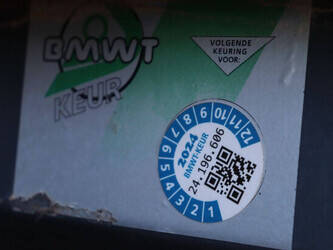 BMWT
KEUR
VOLGENDE
KEURING
VOOR:
12/11/10 9 8 7 6 5 4 3 2 1
2024
BMWT-KEUR
24.196.606